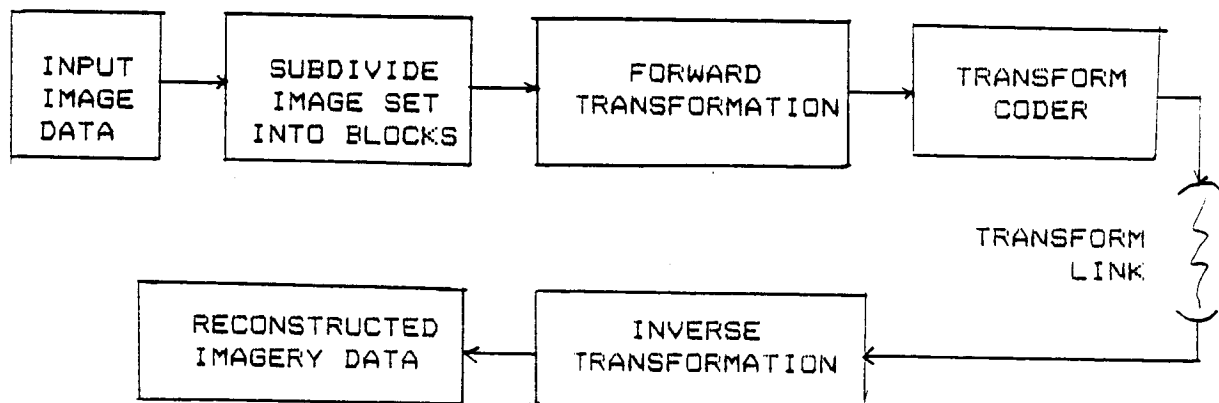 INPUT
IMAGE
DATA
SUBDIVIDE
IMAGE SET
INTO BLOCKS
FORWARD
TRANSFORMATION
TRANSFORM
CODER
TRANSFORM
LINK
INVERSE
TRANSFORMATION
RECONSTRUCTED
IMAGERY DATA